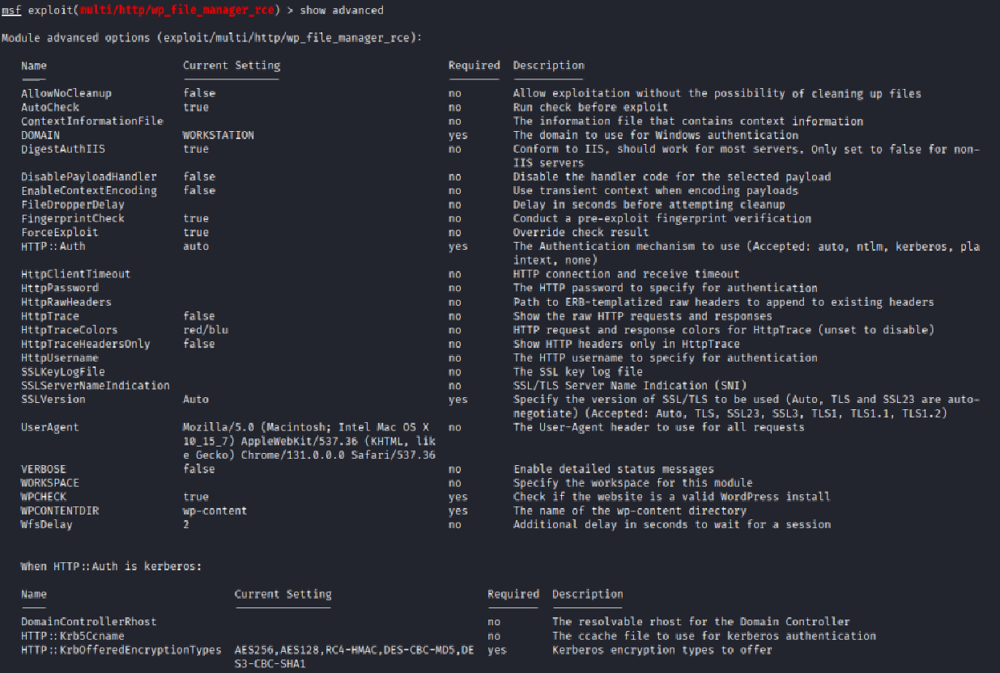 msf exploit(multi/http/wp_file_manager_rce) > show advanced
Module advanced options (exploit/multi/http/wp_file_manager_rce):
Name Current Setting Required Description
AllowNoCleanup false no Allow exploitation without the possibility of cleaning up files
AutoCheck true no Run check before exploit
ContextInformationFile no The information file that contains context information
DOMAIN WORKSTATION yes The domain to use for Windows authentication
DigestAuthIIS true no Conform to IIS, should work for most servers. Only set to false for non-
IIS servers
DisablePayloadHandler false no Disable the handler code for the selected payload
EnableContextEncoding false no Use transient context when encoding payloads
FileDropperDelay no Delay in seconds before attempting cleanup
FingerprintCheck true no Conduct a pre-exploit fingerprint verification
ForceExploit true no Override check result
HTTP::Auth auto yes The Authentication mechanism to use (Accepted: auto, ntlm, kerberos, pla
intext, none)
HttpClientTimeout no HTTP connection and receive timeout
HttpPassword no The HTTP password to specify for authentication
HttpRawHeaders no Path to ERB-templatized raw headers to append to existing headers
HttpTrace false no Show the raw HTTP requests and responses
HttpTraceColors red/blu no HTTP request and response colors for HttpTrace (unset to disable)
HttpTraceHeadersOnly false no Show HTTP headers only in HttpTrace
HttpUsername no The HTTP username to specify for authentication
SSLKeyLogFile no The SSL key log file
SSLServerNameIndication no SSL/TLS Server Name Indication (SNI)
SSLVersion Auto yes Specify the version of SSL/TLS to be used (Auto, TLS and SSL23 are auto-
negotiate) (Accepted: Auto, TLS, SSL23, SSL3, TLS1, TLS1.1, TLS1.2)
UserAgent Mozilla/5.0 (Macintosh; Intel Mac OS X no The User-Agent header to use for all requests
10_15_7) AppleWebKit/537.36 (KHTML, lik
e Gecko) Chrome/131.0.0.0 Safari/537.36
VERBOSE false no Enable detailed status messages
WORKSPACE no Specify the workspace for this module
WPCHECK true yes Check if the website is a valid WordPress install
WPCONTENTDIR wp-content yes The name of the wp-content directory
WfsDelay 2 no Additional delay in seconds to wait for a session
When HTTP::Auth is kerberos:
Name Current Setting Required Description
DomainControllerRhost no The resolvable rhost for the Domain Controller
HTTP::Krb5Ccname no The ccache file to use for kerberos authentication
HTTP::KrbOfferedEncryptionTypes AES256,AES128,RC4-HMAC,DES-CBC-MD5,DE yes Kerberos encryption types to offer
S3-CBC-SHA1